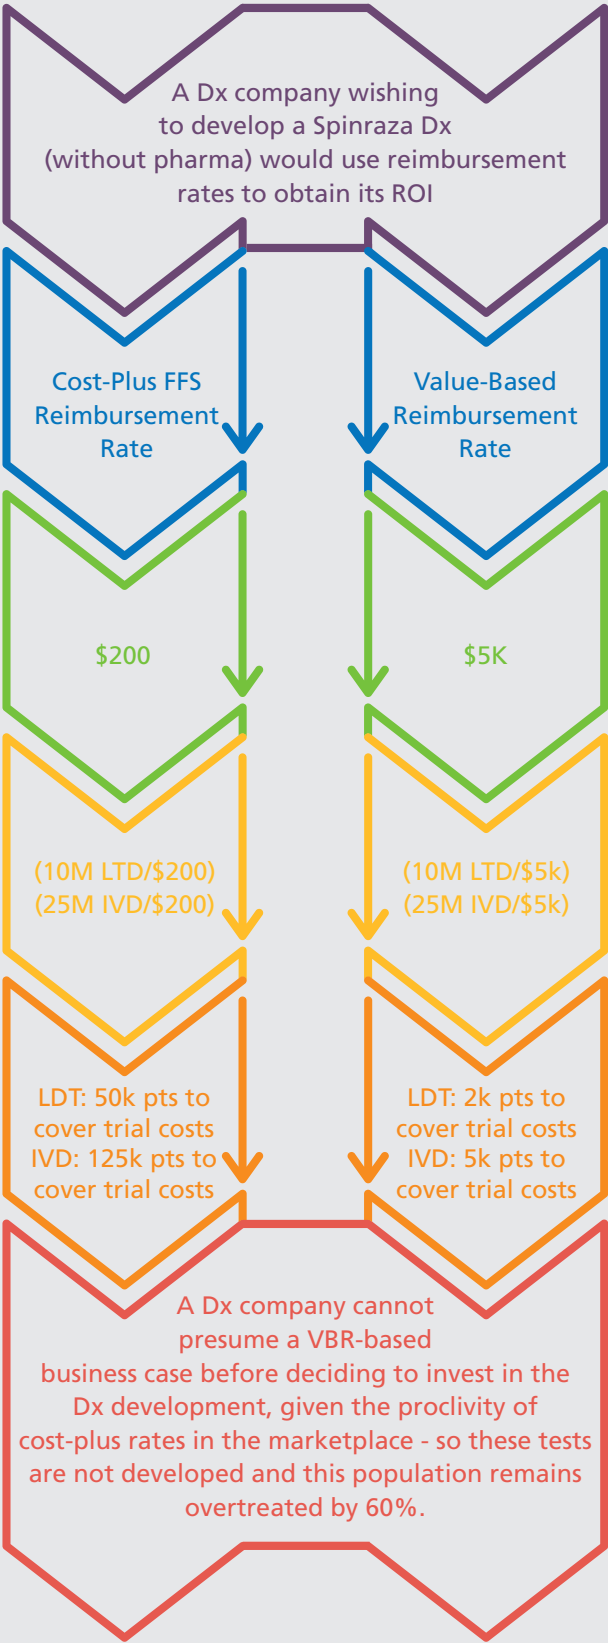 A Dx company wishing
to develop a Spinraza Dx
(without pharma) would use reimbursement
rates to obtain its ROI
Cost-Plus FFS
Reimbursement
Rate
Value-Based
Reimbursement
Rate
$200
$5K
(10M LTD/$200)
(25M IVD/$200)
(10M LTD/$5k)
(25M IVD/$5k)
LDT: 50k pts to
cover trial costs
IVD: 125k pts to
cover trial costs
LDT: 2k pts to
cover trial costs
IVD: 5k pts to
cover trial costs
A Dx company cannot
presume a VBR-based
business case before deciding to invest in the
Dx development, given the proclivity of
cost-plus rates in the marketplace - so these tests
are not developed and this population remains
overtreated by 60%.